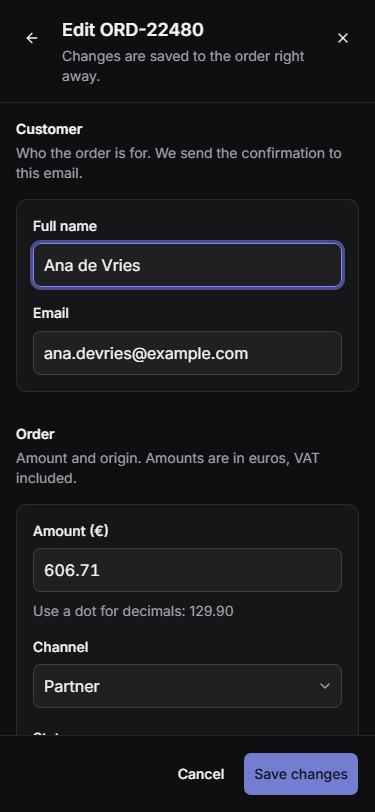 Edit ORD-22480
Changes are saved to the order right
away.
Customer
Who the order is for. We send the confirmation to
this email.
Full name
Ana de Vries
Email
ana.devries@example.com
Order
Amount and origin. Amounts are in euros, VAT
included.
Amount (€)
606.71
Use a dot for decimals: 129.90
Channel
Partner
Cancel
Save changes